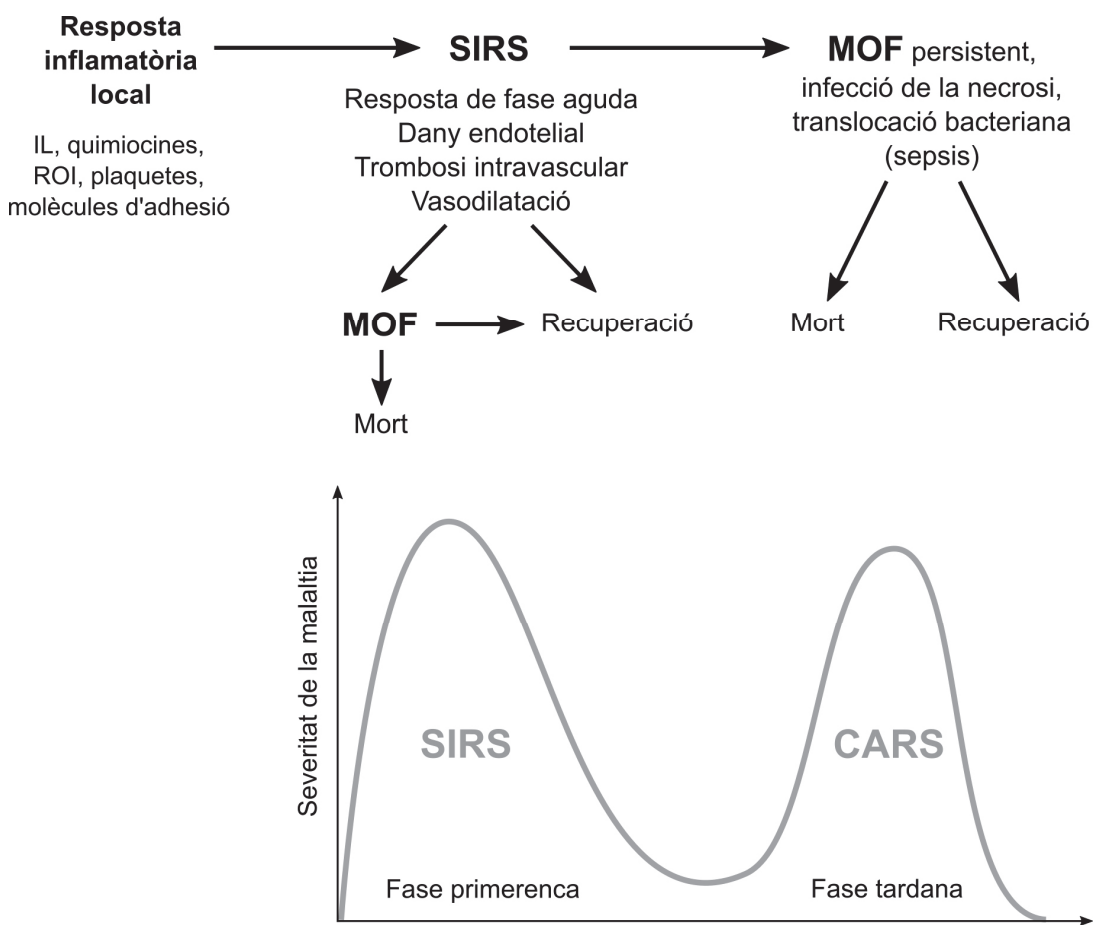 Resposta
inflamatòria
local
IL, quimiocines,
ROI, plaquetes,
molècules d'adhesió
SIRS
Resposta de fase aguda
Dany endotelial
Trombosi intravascular
Vasodilatació
MOF persistent,
infecció de la necrosi,
translocació bacteriana
(sepsis)
MOF
Recuperació
Mort
Mort
Recuperació
Severitat de la malaltia
SIRS
CARS
Fase primerenca
Fase tardana